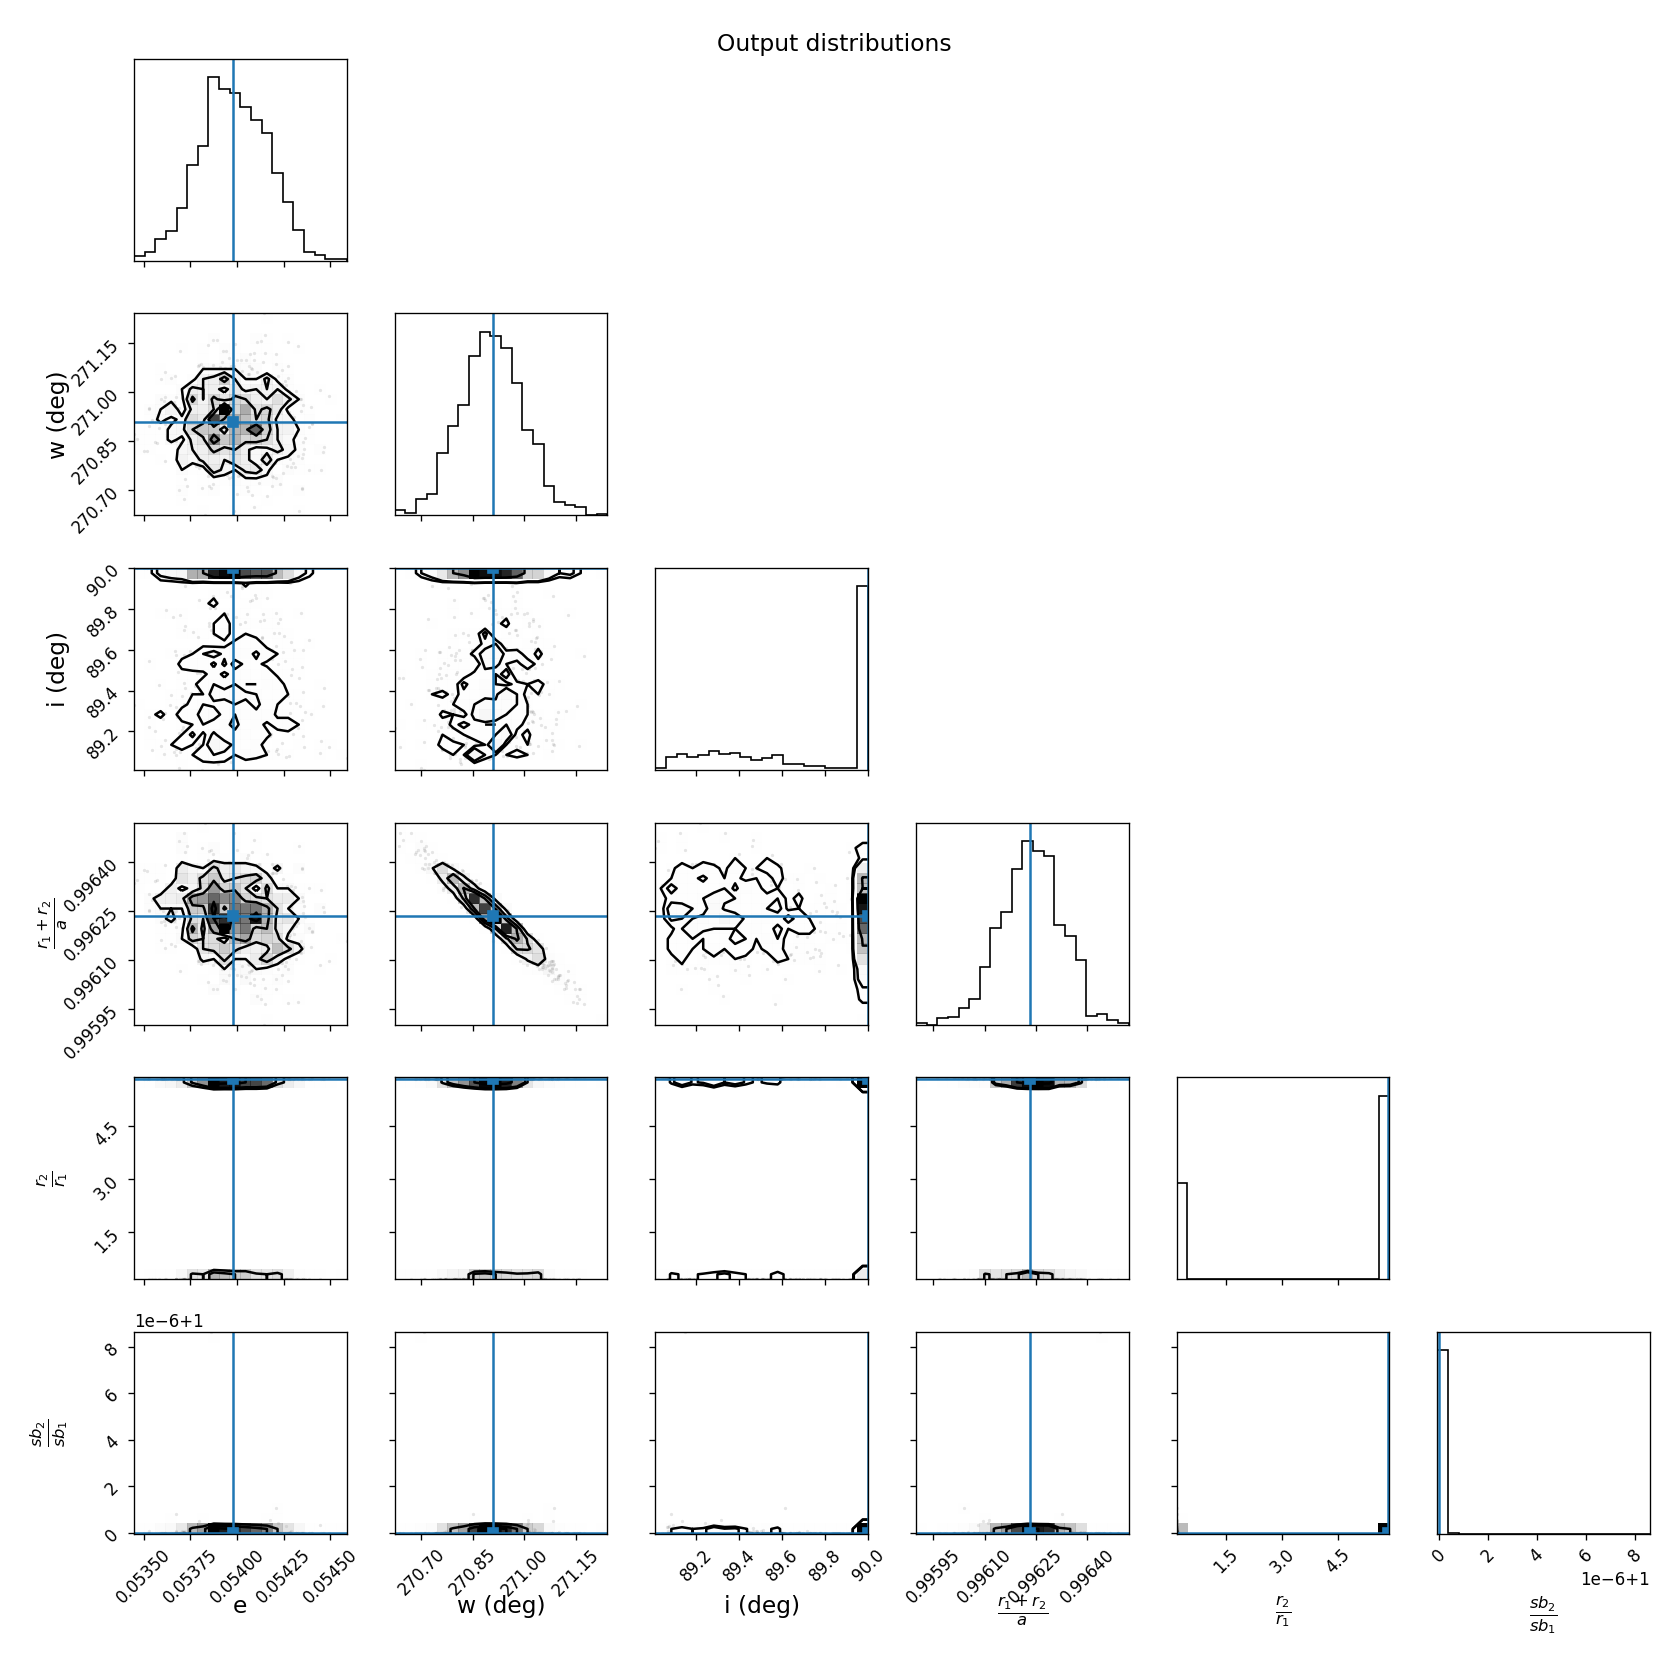 Output distributions
w (deg)
271.15
271.00
270.85
270.70
i (deg)
90.0
89.8
89.6
89.4
89.2
r₁ + r₂
a
0.99640
0.99625
0.99610
0.99595
r₂
r₁
4.5
3.0
1.5
1e−6+1
sb₂
sb₁
8
6
4
2
0
0.05350 0.05375 0.05400 0.05425 0.05450
e
270.70 270.85 271.00 271.15
w (deg)
89.2 89.4 89.6 89.8 90.0
i (deg)
0.99595 0.99610 0.99625 0.99640
r₁ + r₂
a
1.5 3.0 4.5
r₂
r₁
0 2 4 6 8
1e−6+1
sb₂
sb₁